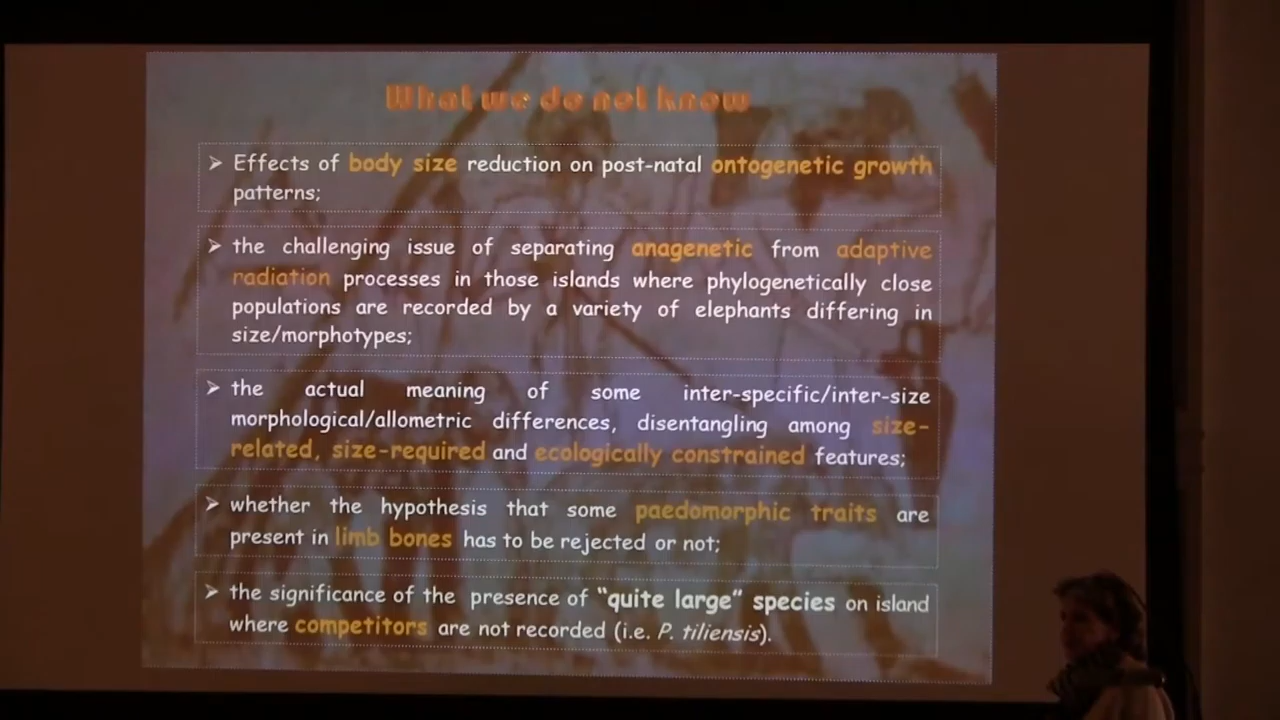 What we do not know
➢ Effects of body size reduction on post-natal ontogenetic growth
patterns;
➢ the challenging issue of separating anagenetic from adaptive
radiation processes in those islands where phylogenetically close
populations are recorded by a variety of elephants differing in
size/morphotypes;
➢ the actual meaning of some inter-specific/inter-size
morphological/allometric differences, disentangling among size-
related, size-required and ecologically constrained features;
➢ whether the hypothesis that some paedomorphic traits are
present in limb bones has to be rejected or not;
➢ the significance of the presence of "quite large" species on island
where competitors are not recorded (i.e. P. tiliensis).